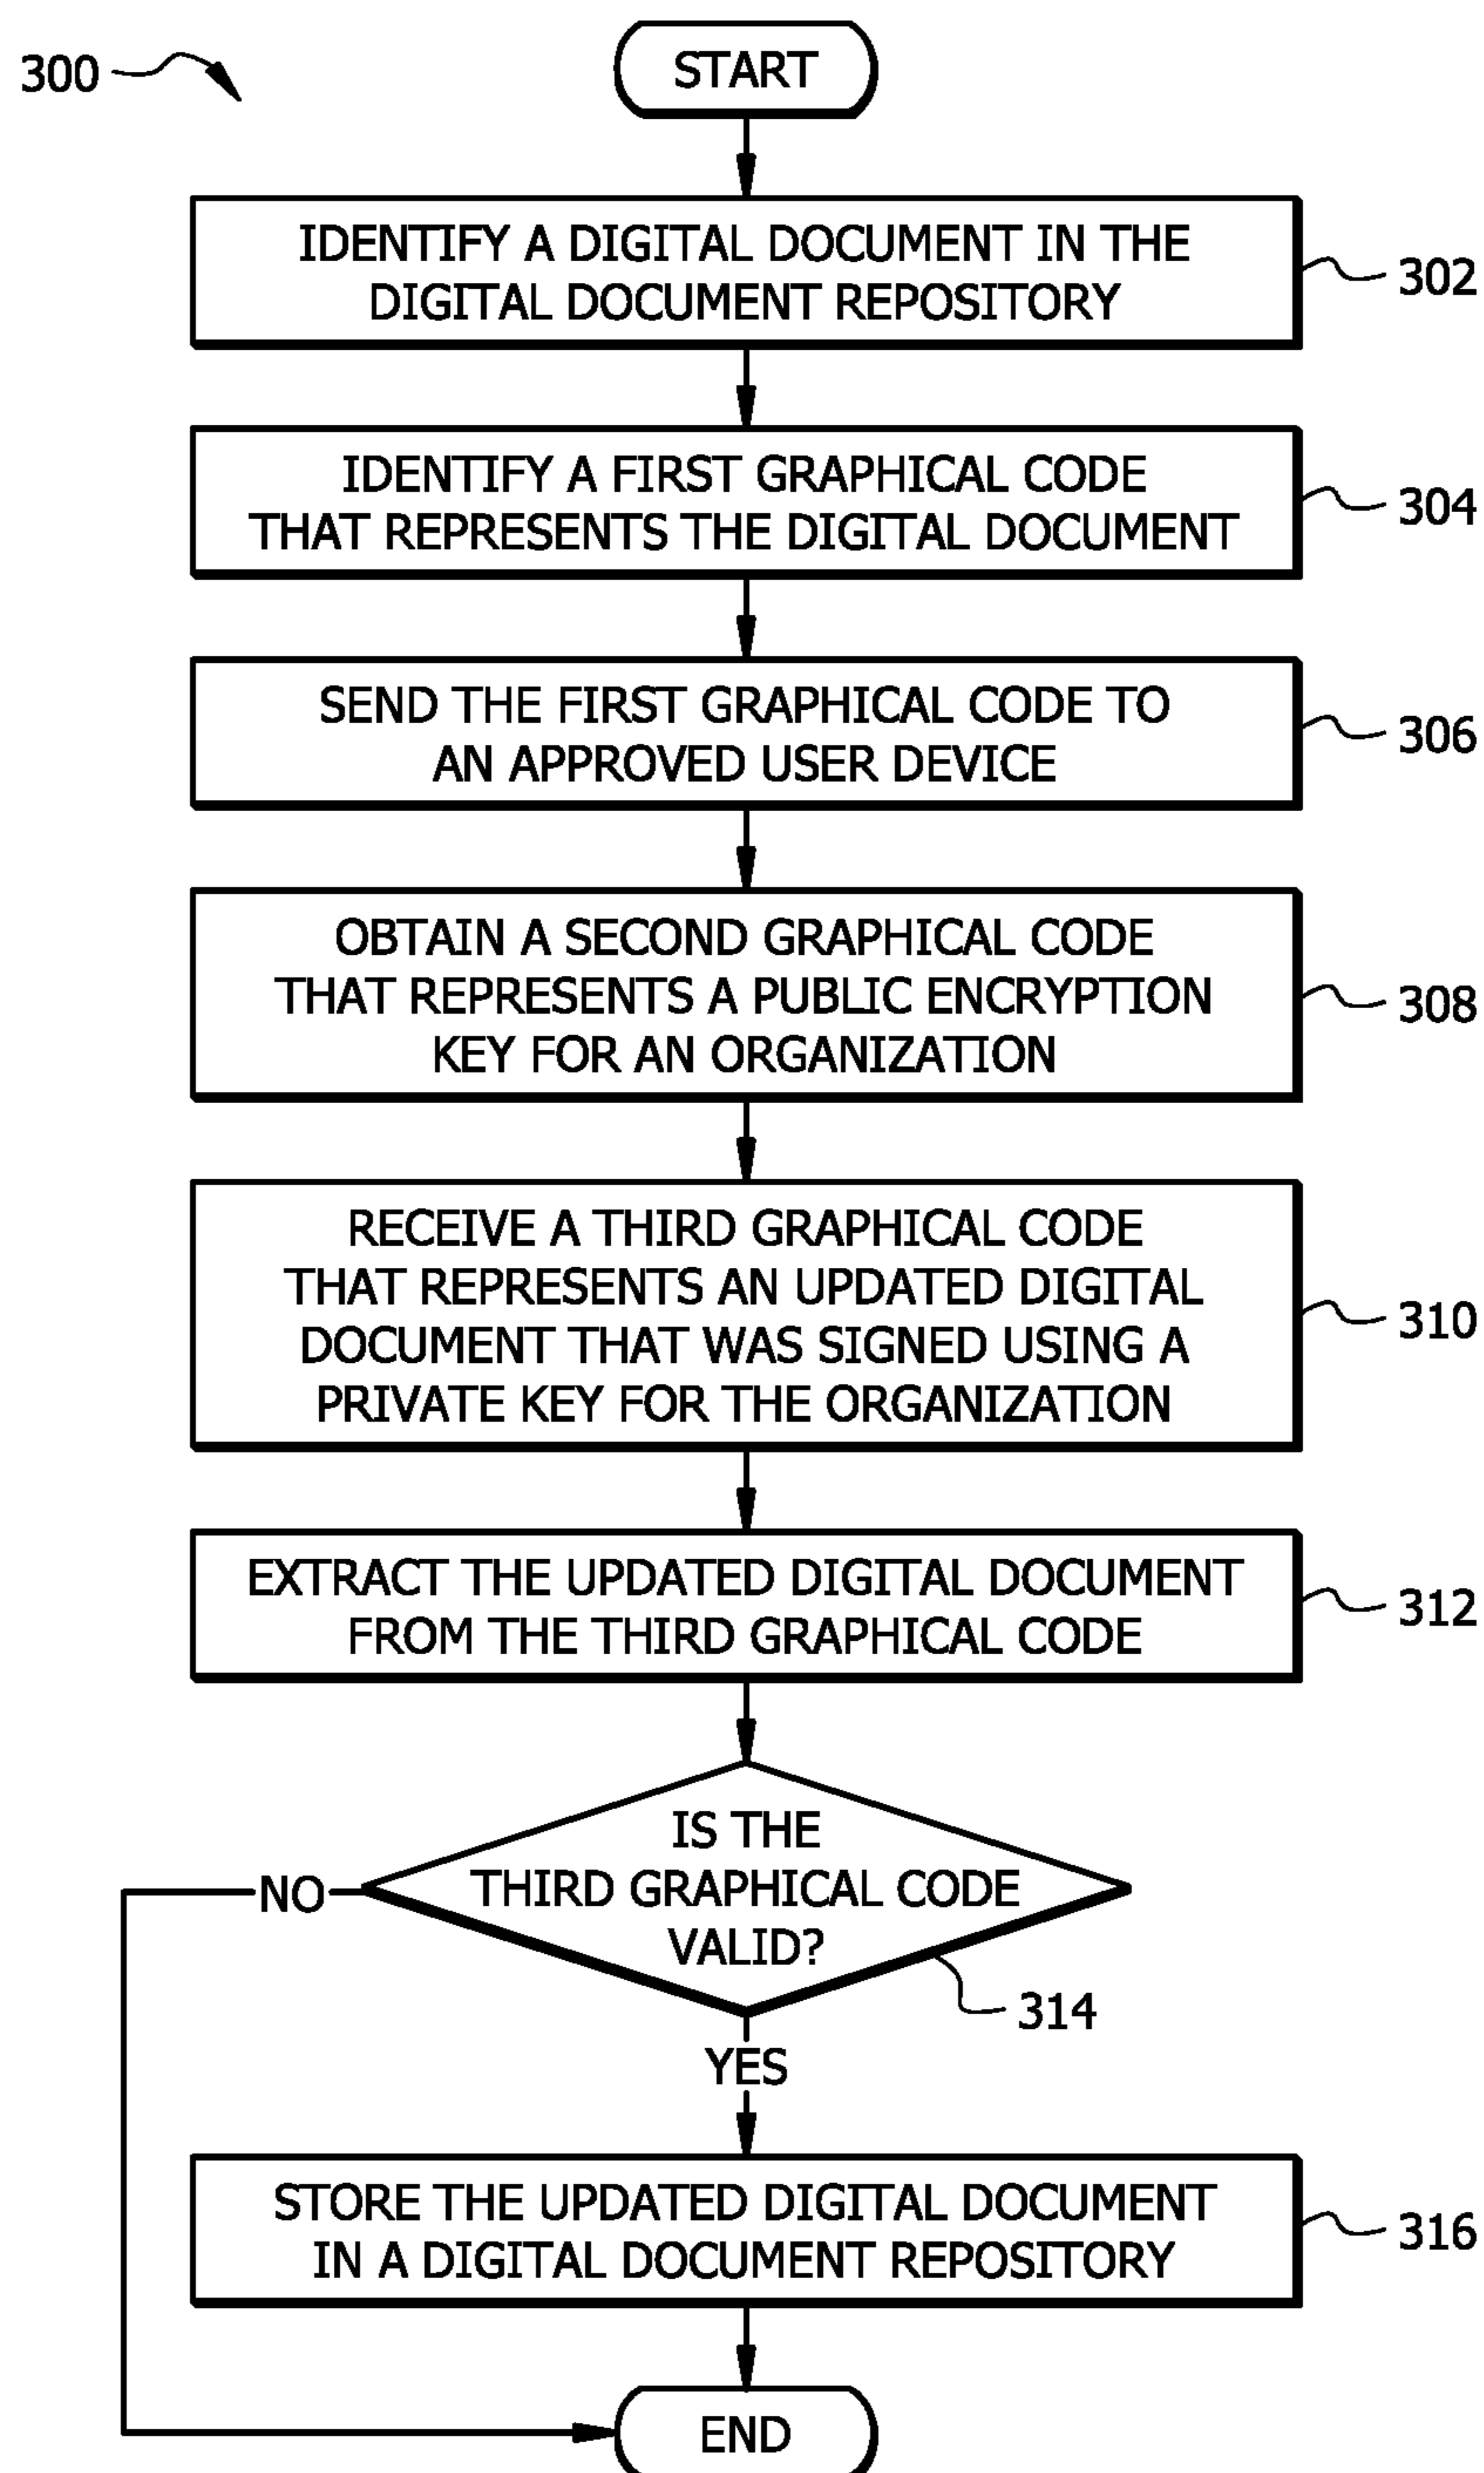 300
START
IDENTIFY A DIGITAL DOCUMENT IN THE
DIGITAL DOCUMENT REPOSITORY
302
IDENTIFY A FIRST GRAPHICAL CODE
THAT REPRESENTS THE DIGITAL DOCUMENT
304
SEND THE FIRST GRAPHICAL CODE TO
AN APPROVED USER DEVICE
306
OBTAIN A SECOND GRAPHICAL CODE
THAT REPRESENTS A PUBLIC ENCRYPTION
KEY FOR AN ORGANIZATION
308
RECEIVE A THIRD GRAPHICAL CODE
THAT REPRESENTS AN UPDATED DIGITAL
DOCUMENT THAT WAS SIGNED USING A
PRIVATE KEY FOR THE ORGANIZATION
310
EXTRACT THE UPDATED DIGITAL DOCUMENT
FROM THE THIRD GRAPHICAL CODE
312
IS THE
THIRD GRAPHICAL CODE
VALID?
NO
314
YES
STORE THE UPDATED DIGITAL DOCUMENT
IN A DIGITAL DOCUMENT REPOSITORY
316
END